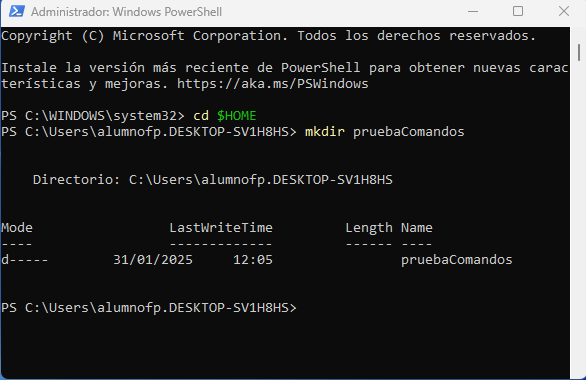 Administrador: Windows PowerShell
Copyright (C) Microsoft Corporation. Todos los derechos reservados.
Instale la versión más reciente de PowerShell para obtener nuevas carac
terísticas y mejoras. https://aka.ms/PSWindows
PS C:\WINDOWS\system32> cd $HOME
PS C:\Users\alumnofp.DESKTOP-SV1H8HS> mkdir pruebaComandos
Directorio: C:\Users\alumnofp.DESKTOP-SV1H8HS
Mode LastWriteTime Length Name
---- ------------- ------ ----
d----- 31/01/2025 12:05 pruebaComandos
PS C:\Users\alumnofp.DESKTOP-SV1H8HS>